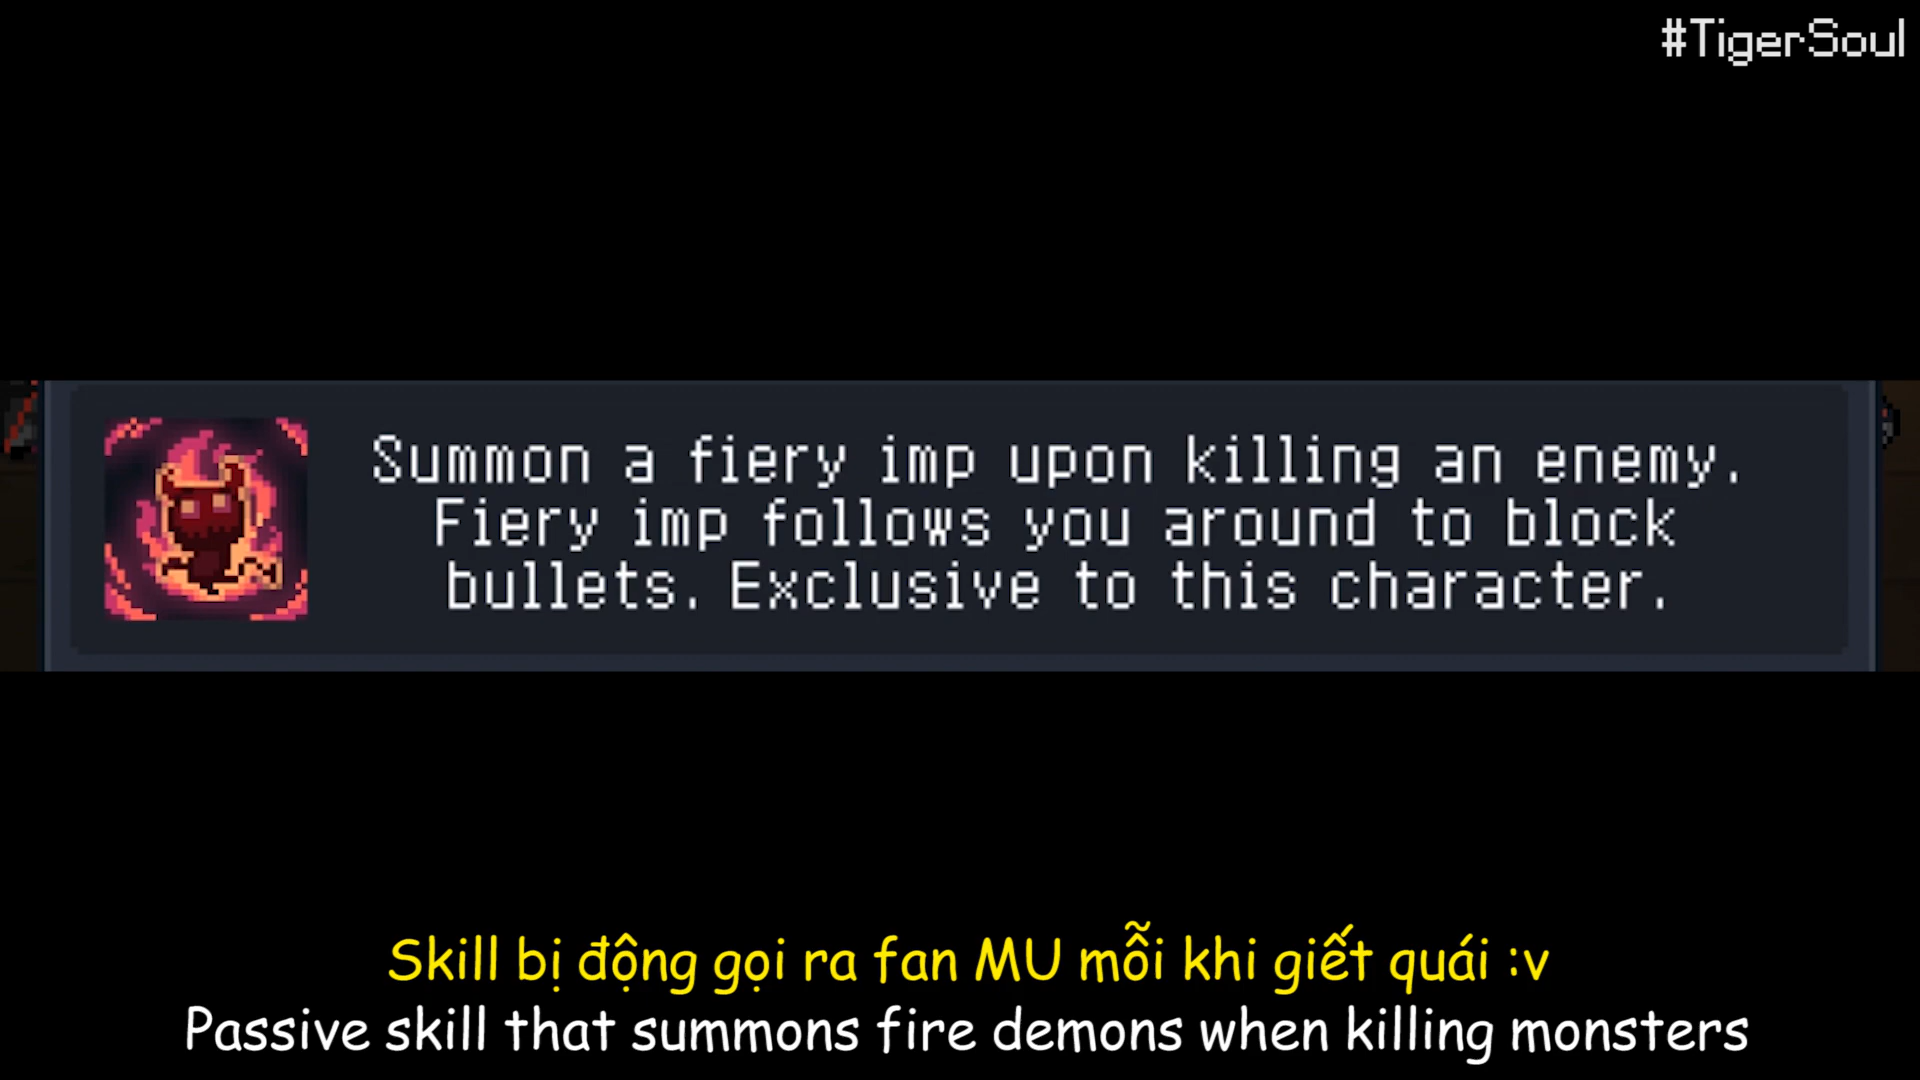 #TigerSoul
Summon a fiery imp upon killing an enemy.
Fiery imp follows you around to block
bullets. Exclusive to this character.
Skill bị động gọi ra fan MU mỗi khi giết quái :v
Passive skill that summons fire demons when killing monsters